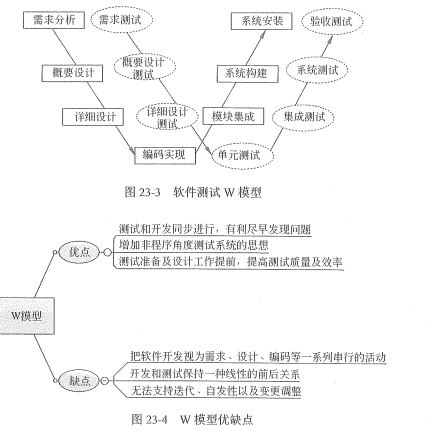 需求分析
需求测试
系统安装
验收测试
概要设计
概要设计
测试
系统构建
系统测试
详细设计
详细设计
测试
模块集成
集成测试
编码实现
单元测试
图 23-3 软件测试 W 模型
测试和开发同步进行，有利尽早发现问题
优点
增加非程序角度测试系统的思想
测试准备及设计工作提前，提高测试质量及效率
W模型
把软件开发视为需求、设计、编码等一系列串行的活动
缺点
开发和测试保持一种线性的前后关系
无法支持迭代、自发性以及变更调整
图 23-4 W 模型优缺点